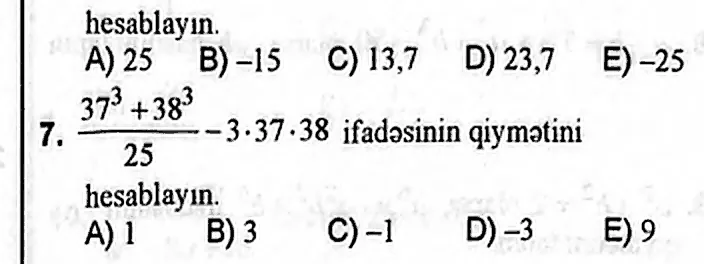 hesablayın.
A) 25 B) –15 C) 13,7 D) 23,7 E) –25
7. \frac{37³ + 38³}{25} – 3·37·38 ifadəsinin qiymətini
hesablayın.
A) 1 B) 3 C) –1 D) –3 E) 9